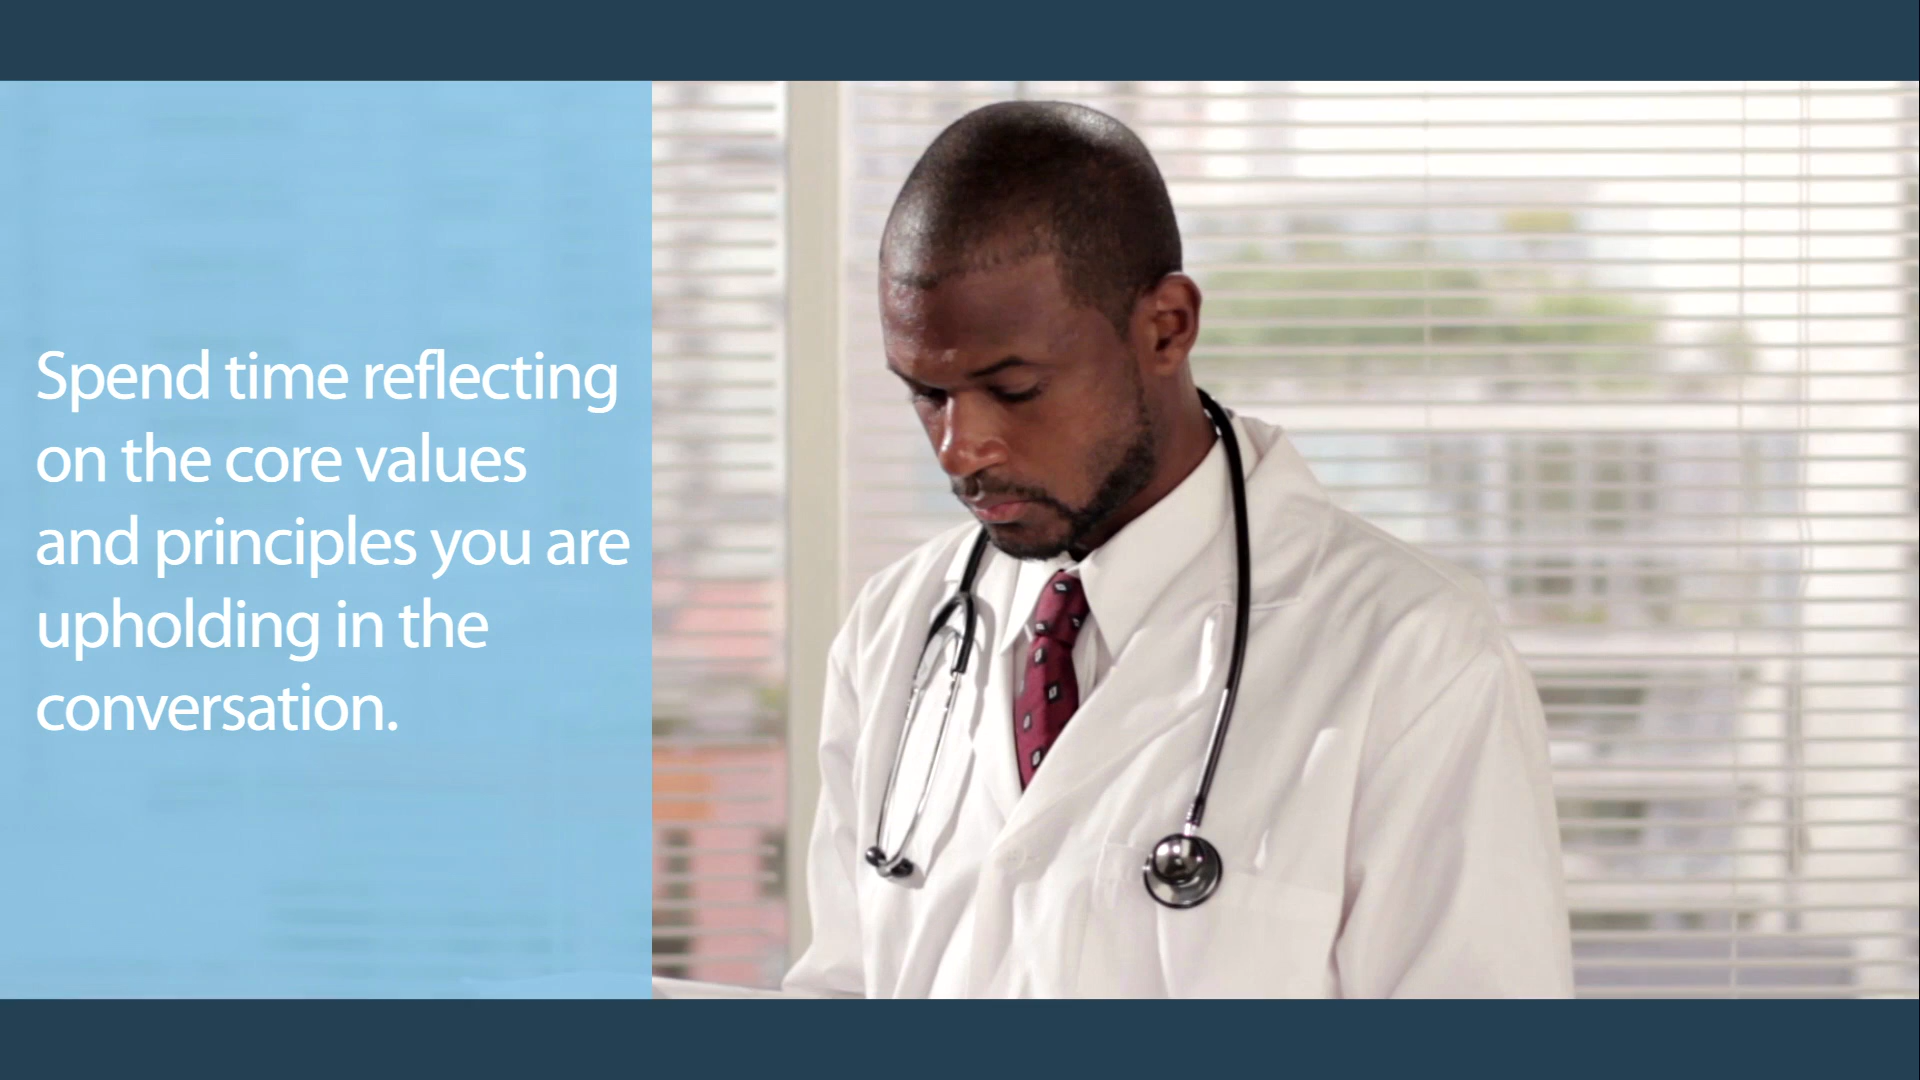 Spend time reflecting
on the core values
and principles you are
upholding in the
conversation.